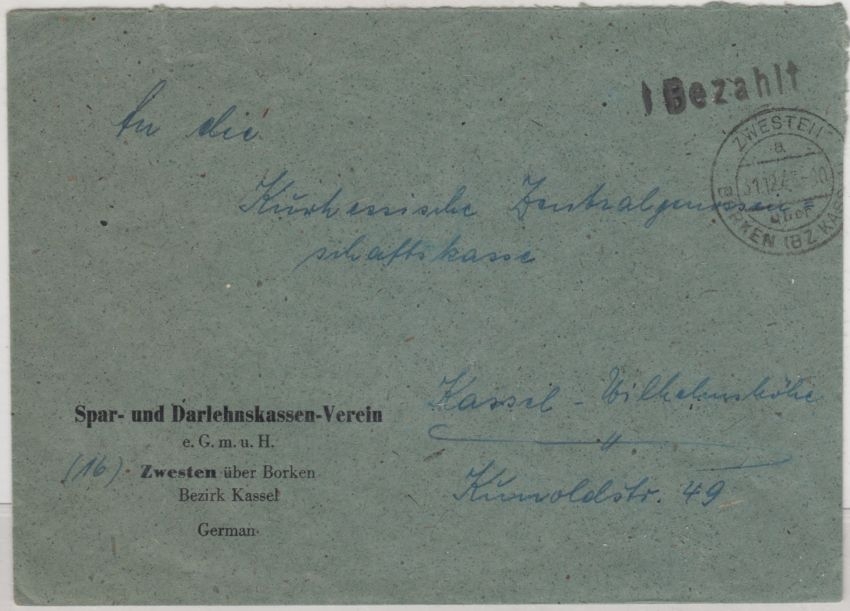 Bezahlt
ZWESTEN
a
über
BORKEN (BZ. KASSEL)
An die
Kurhessische Zentralgenossen=
schaftskasse
Kassel - Wilhelmshöhe
49
Spar- und Darlehnskassen-Verein
e. G. m. u. H.
(16) Zwesten über Borken
Bezirk Kassel
German